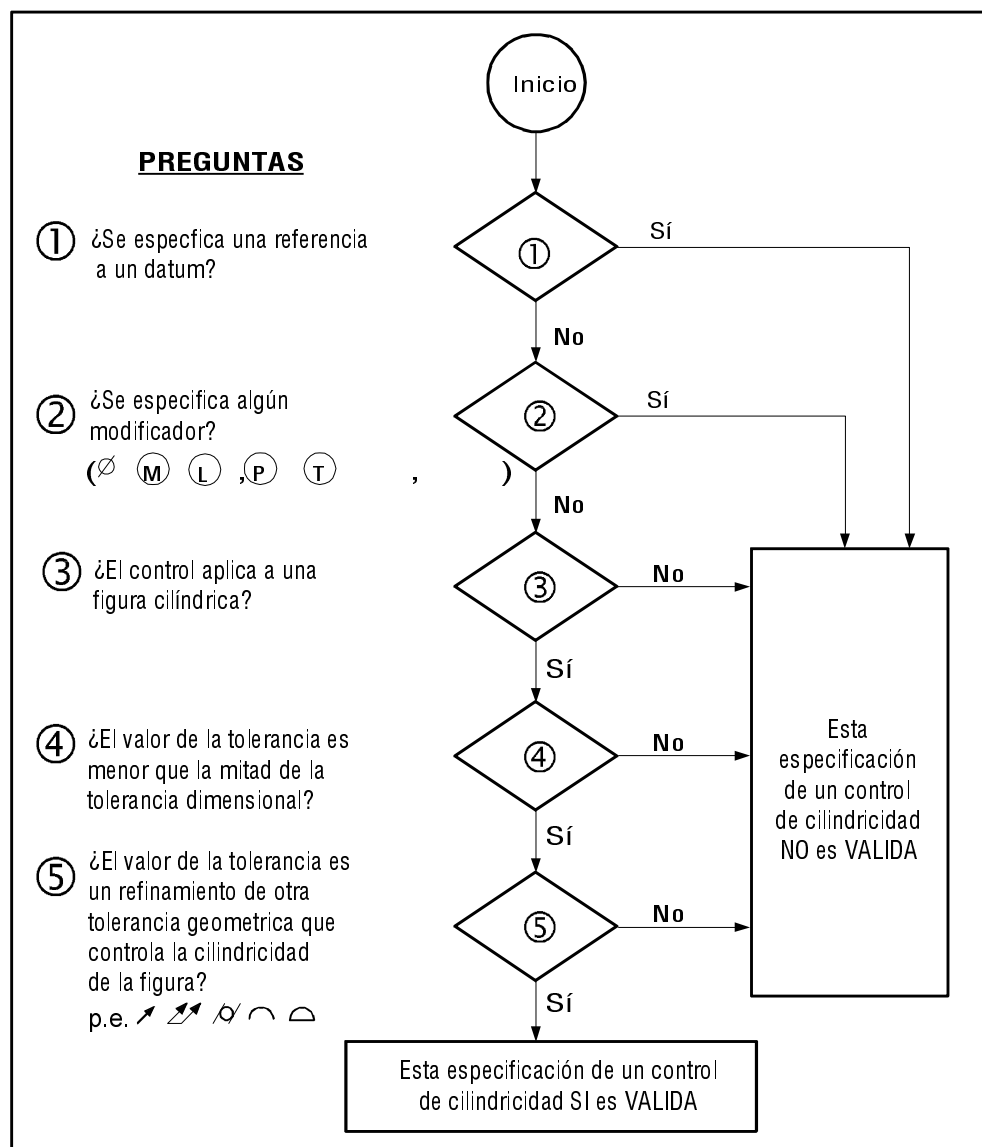 Inicio
PREGUNTAS
① ¿Se especfica una referencia
a un datum?
①
Sí
No
② ¿Se especifica algún
modificador?
(∅ Ⓜ Ⓛ ,Ⓟ Ⓣ , )
②
Sí
No
③ ¿El control aplica a una
figura cilíndrica?
③
No
Sí
④ ¿El valor de la tolerancia es
menor que la mitad de la
tolerancia dimensional?
④
No
Sí
⑤ ¿El valor de la tolerancia es
un refinamiento de otra
tolerancia geometrica que
controla la cilindricidad
de la figura?
p.e.
⑤
No
Sí
Esta
especificación
de un control
de cilindricidad
NO es VALIDA
Esta especificación de un control
de cilindricidad SI es VALIDA